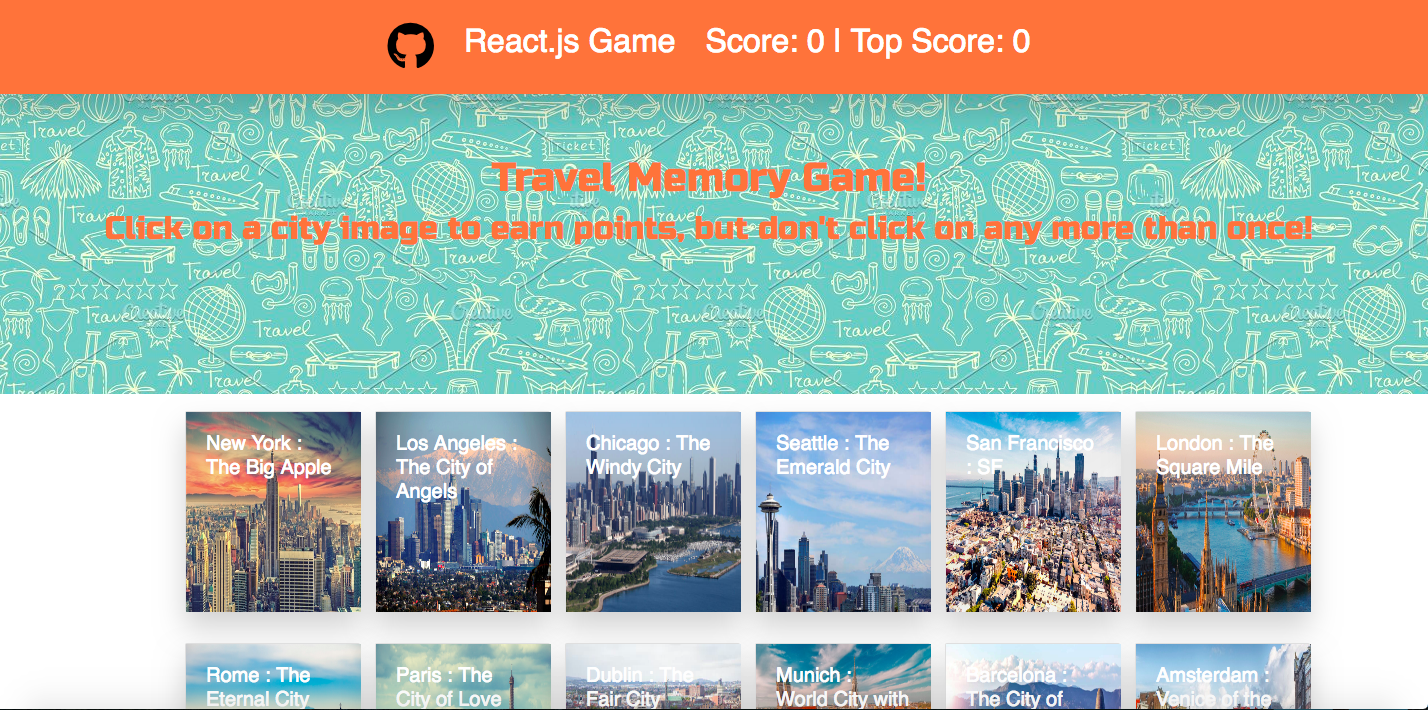 React.js Game Score: 0 | Top Score: 0
Travel Memory Game!
Click on a city image to earn points, but don't click on any more than once!
Travel
Ticket
Creative
New York :
The Big Apple
Los Angeles :
The City of
Angels
Chicago : The
Windy City
Seattle : The
Emerald City
San Francisco
: SF
London : The
Square Mile
Rome : The
Eternal City
Paris : The
City of Love
Dublin : The
Fair City
Munich :
World City with
Barcelona :
The City of
Amsterdam :
Venice of the